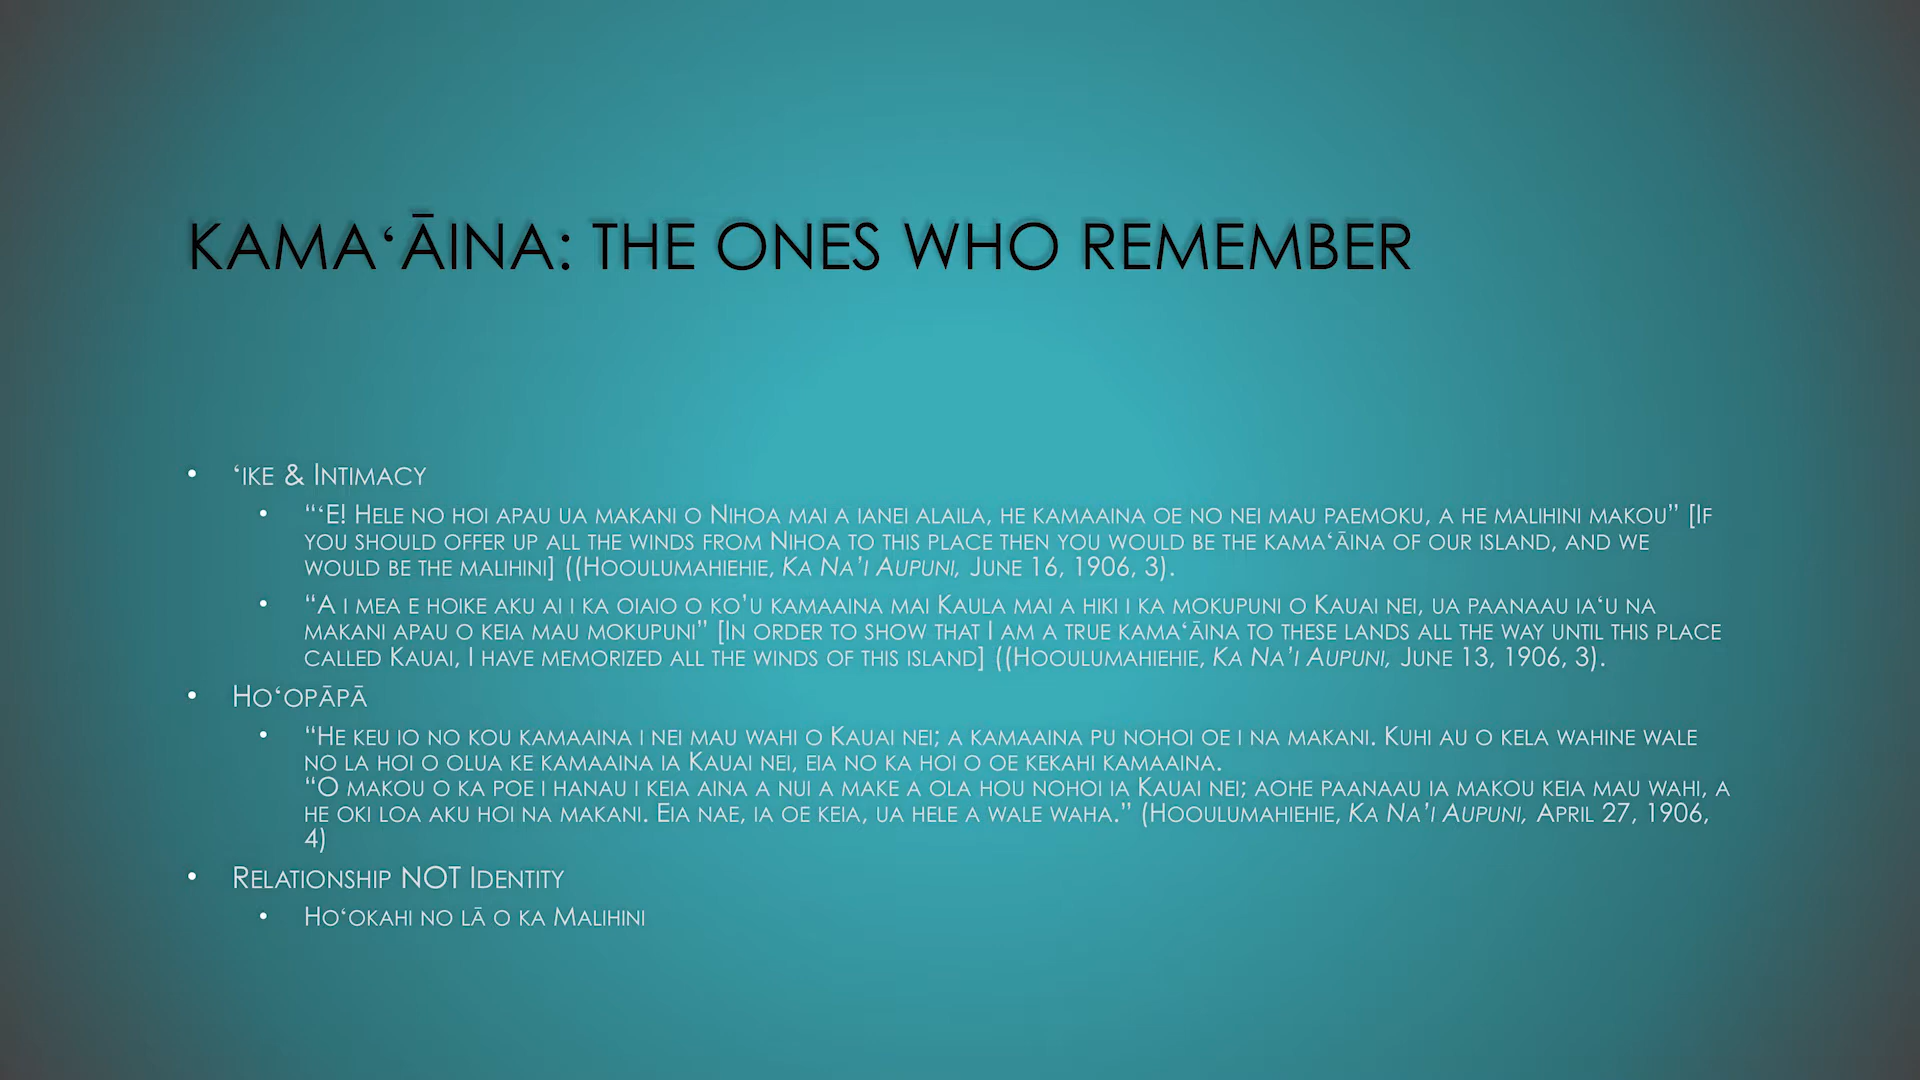 KAMAʻĀINA: THE ONES WHO REMEMBER
• ʻIKE & INTIMACY
• “ʻE! HELE NO HOI APAU UA MAKANI O NIHOA MAI A IANEI ALAILA, HE KAMAAINA OE NO NEI MAU PAEMOKU, A HE MALIHINI MAKOU” [IF
YOU SHOULD OFFER UP ALL THE WINDS FROM NIHOA TO THIS PLACE THEN YOU WOULD BE THE KAMAʻĀINA OF OUR ISLAND, AND WE
WOULD BE THE MALIHINI] ((HOOULUMAHIEHIE, KA NA’I AUPUNI, JUNE 16, 1906, 3).
• “A I MEA E HOIKE AKU AI I KA OIAIO O KO’U KAMAAINA MAI KAULA MAI A HIKI I KA MOKUPUNI O KAUAI NEI, UA PAANAAU IAʻU NA
MAKANI APAU O KEIA MAU MOKUPUNI” [IN ORDER TO SHOW THAT I AM A TRUE KAMAʻĀINA TO THESE LANDS ALL THE WAY UNTIL THIS PLACE
CALLED KAUAI, I HAVE MEMORIZED ALL THE WINDS OF THIS ISLAND] ((HOOULUMAHIEHIE, KA NA’I AUPUNI, JUNE 13, 1906, 3).
• HOʻOPĀPĀ
• “HE KEU IO NO KOU KAMAAINA I NEI MAU WAHI O KAUAI NEI; A KAMAAINA PU NOHOI OE I NA MAKANI. KUHI AU O KELA WAHINE WALE
NO LA HOI O OLUA KE KAMAAINA IA KAUAI NEI, EIA NO KA HOI O OE KEKAHI KAMAAINA.
“O MAKOU O KA POE I HANAU I KEIA AINA A NUI A MAKE A OLA HOU NOHOI IA KAUAI NEI; AOHE PAANAAU IA MAKOU KEIA MAU WAHI, A
HE OKI LOA AKU HOI NA MAKANI. EIA NAE, IA OE KEIA, UA HELE A WALE WAHA.” (HOOULUMAHIEHIE, KA NA’I AUPUNI, APRIL 27, 1906,
4)
• RELATIONSHIP NOT IDENTITY
• HOʻOKAHI NO LĀ O KA MALIHINI